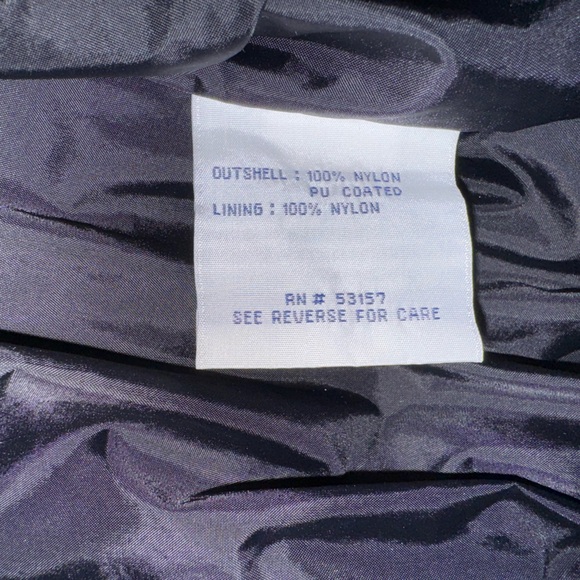 OUTSHELL : 100% NYLON
PU COATED
LINING : 100% NYLON
RN # 53157
SEE REVERSE FOR CARE